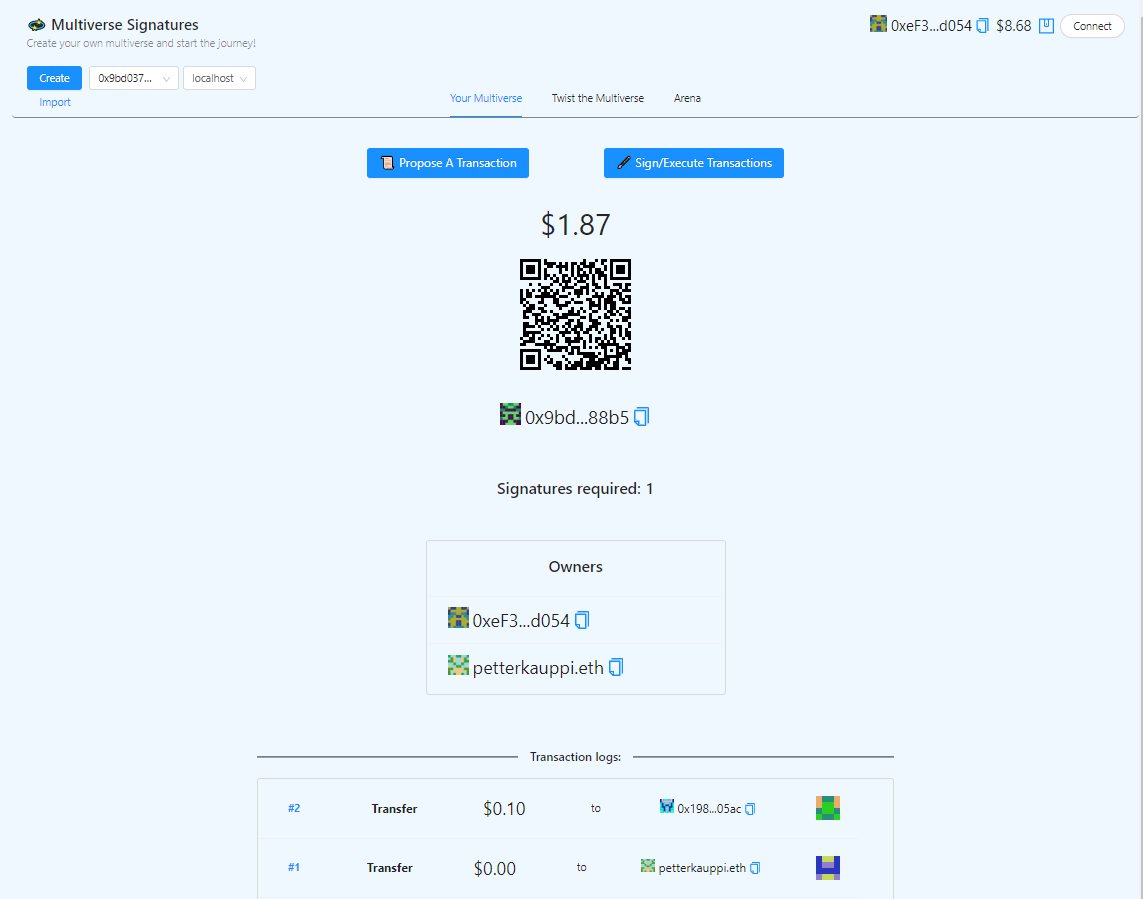 Multiverse Signatures
Create your own multiverse and start the journey!
0xeF3...d054 $8.68 Connect
Create 0x9bd037... localhost
Import
Your Multiverse Twist the Multiverse Arena
Propose A Transaction Sign/Execute Transactions
$1.87
0x9bd...88b5
Signatures required: 1
Owners
0xeF3...d054
petterkauppi.eth
Transaction logs:
#2 Transfer $0.10 to 0x198...05ac
#1 Transfer $0.00 to petterkauppi.eth